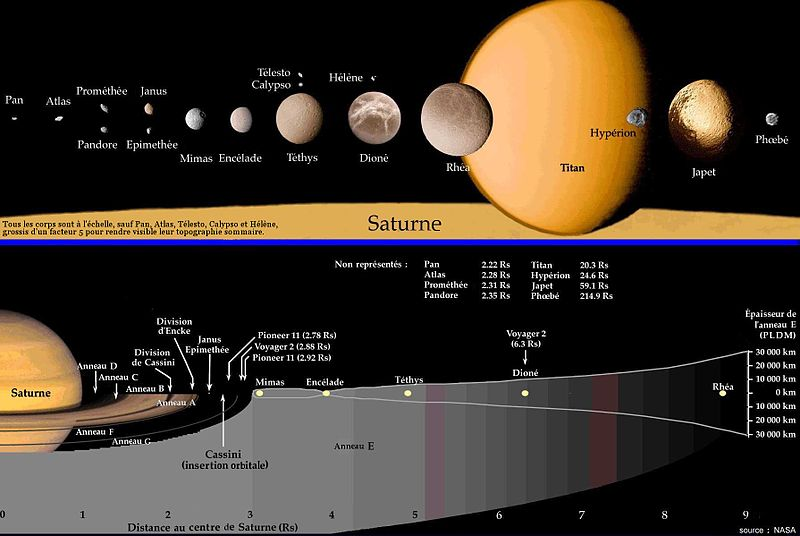 Pan
Atlas
Prométhée
Pandore
Janus
Epimethée
Mimas
Encélade
Télesto
Calypso
Téthys
Hélène
Dionè
Rhéa
Titan
Hypérion
Japet
Phœbé
Tous les corps sont à l'échelle, sauf Pan, Atlas, Télesto, Calypso et Hélène,
grossis d'un facteur 5 pour rendre visible leur topographie sommaire.
Saturne
Non représentés :
Pan 2.22 Rs Titan 20.3 Rs
Atlas 2.28 Rs Hypérion 24.6 Rs
Prométhée 2.31 Rs Japet 59.1 Rs
Pandore 2.35 Rs Phœbé 214.9 Rs
Épaisseur de
l'anneau E
(PLDM)
30 000 km
20 000 km
10 000 km
0 km
10 000 km
20 000 km
30 000 km
Saturne
Anneau D
Anneau C
Division
de Cassini
Anneau B
Division
d'Encke
Anneau A
Anneau F
Anneau G
Janus
Epimethée
Pioneer 11 (2.78 Rs)
Voyager 2 (2.88 Rs)
Pioneer 11 (2.92 Rs)
Cassini
(insertion orbitale)
Mimas
Encélade
Téthys
Voyager 2
(6.3 Rs)
Dioné
Rhéa
Anneau E
0 1 2 3 4 5 6 7 8 9
Distance au centre de Saturne (Rs)
source : NASA